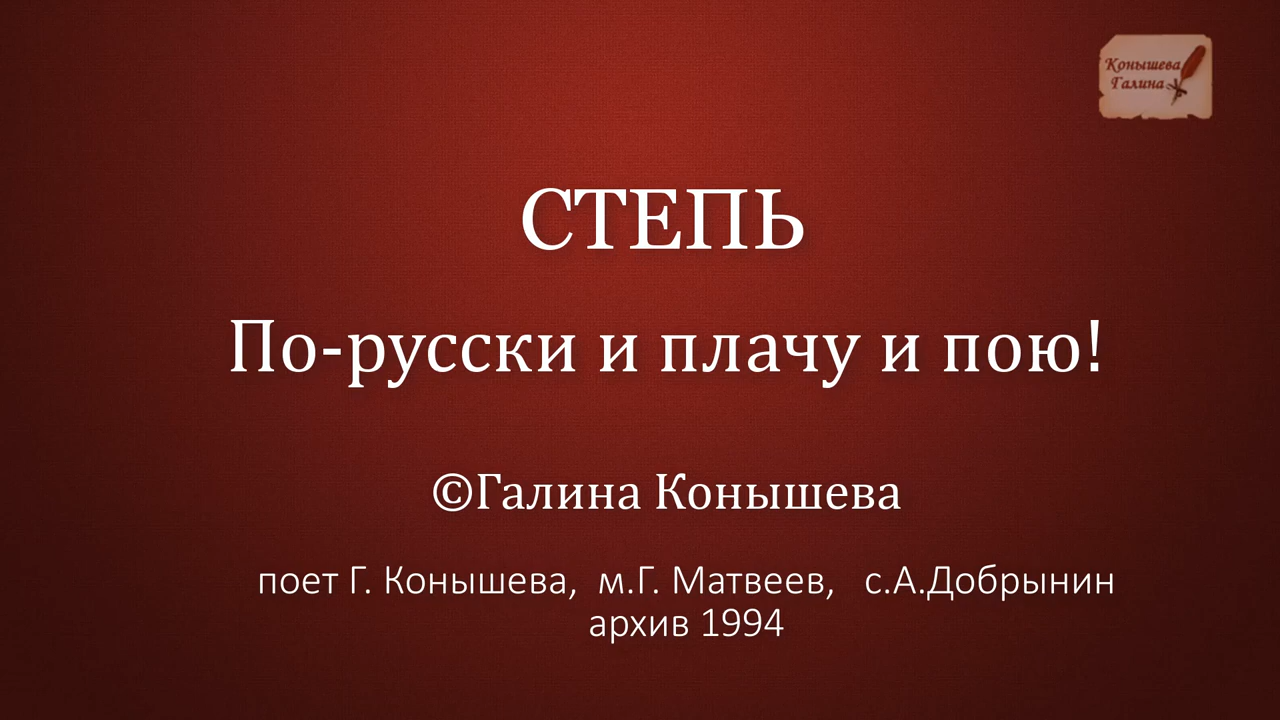 Конышева
Галина
СТЕПЬ
По-русски и плачу и пою!
©Галина Конышева
поет Г. Конышева,  м.Г. Матвеев,   с.А.Добрынин
архив 1994